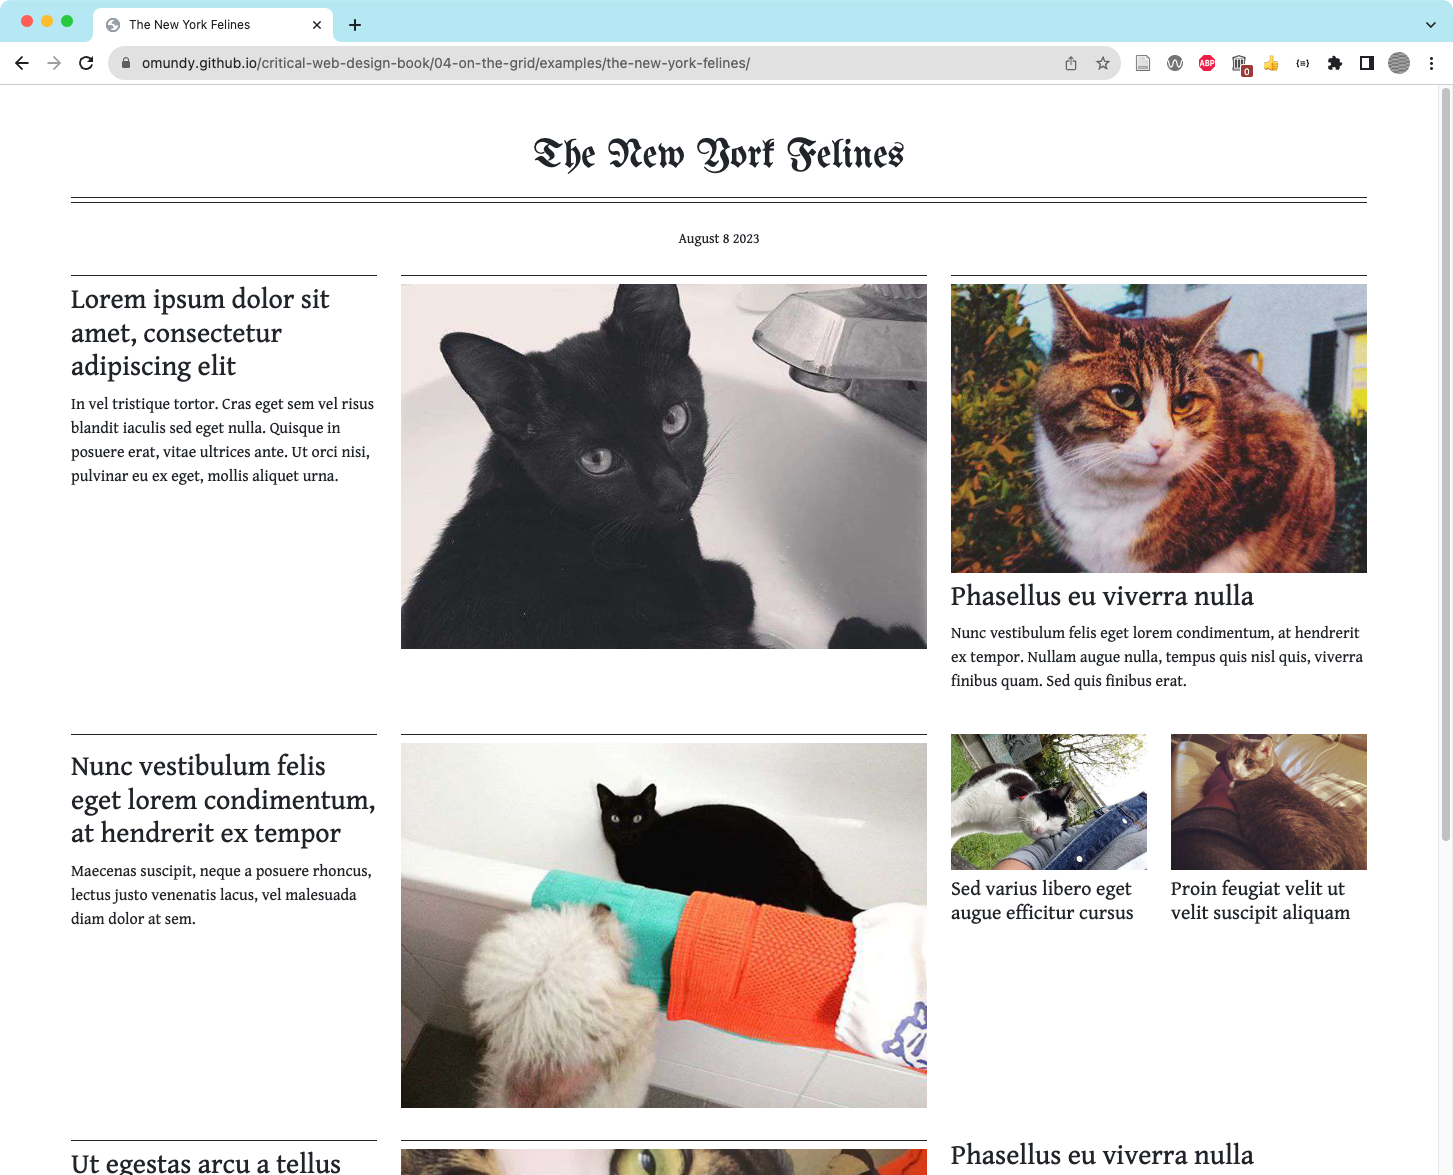 The New York Felines
omundy.github.io/critical-web-design-book/04-on-the-grid/examples/the-new-york-felines/
ABP
0
The New York Felines
August 8 2023
Lorem ipsum dolor sit
amet, consectetur
adipiscing elit
In vel tristique tortor. Cras eget sem vel risus
blandit iaculis sed eget nulla. Quisque in
posuere erat, vitae ultrices ante. Ut orci nisi,
pulvinar eu ex eget, mollis aliquet urna.
Phasellus eu viverra nulla
Nunc vestibulum felis eget lorem condimentum, at hendrerit
ex tempor. Nullam augue nulla, tempus quis nisl quis, viverra
finibus quam. Sed quis finibus erat.
Nunc vestibulum felis
eget lorem condimentum,
at hendrerit ex tempor
Maecenas suscipit, neque a posuere rhoncus,
lectus justo venenatis lacus, vel malesuada
diam dolor at sem.
Sed varius libero eget
augue efficitur cursus
Proin feugiat velit ut
velit suscipit aliquam
Ut egestas arcu a tellus
Phasellus eu viverra nulla